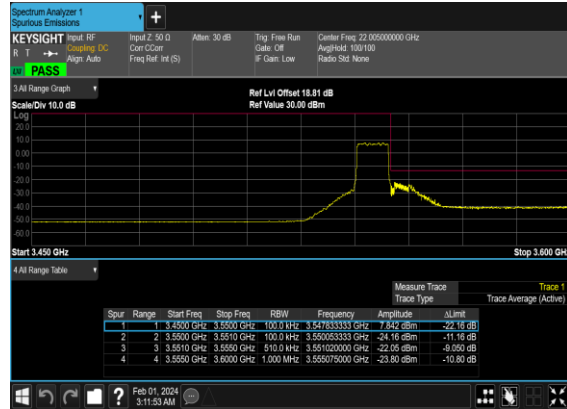 Spectrum Analyzer 1
Spurious Emissions
+
KEYSIGHT Input: RF Input Z: 50 Ω Atten: 30 dB Trig: Free Run Center Freq: 22.005000000 GHz
R T Coupling: DC Corr CCorr Gate: Off Avg|Hold: 100/100
Align: Auto Freq Ref: Int (S) IF Gain: Low Radio Std: None
PASS
3 All Range Graph
Ref Lvl Offset 18.81 dB
Scale/Div 10.0 dB Ref Value 30.00 dBm
Log
20.0
10.0
0.00
-10.0
-20.0
-30.0
-40.0
-50.0
-60.0
Start 3.450 GHz Stop 3.600 GHz
4 All Range Table
Measure Trace Trace 1
Trace Type Trace Average (Active)
Spur Range Start Freq Stop Freq RBW Frequency Amplitude ΔLimit
1 1 3.4500 GHz 3.5500 GHz 100.0 kHz 3.547833333 GHz 7.842 dBm -22.16 dB
2 2 3.5500 GHz 3.5510 GHz 100.0 kHz 3.550053333 GHz -24.16 dBm -11.16 dB
3 3 3.5510 GHz 3.5550 GHz 510.0 kHz 3.551020000 GHz -22.05 dBm -9.050 dB
4 4 3.5550 GHz 3.6000 GHz 1.000 MHz 3.555075000 GHz -23.80 dBm -10.80 dB
? Feb 01, 2024
3:11:53 AM